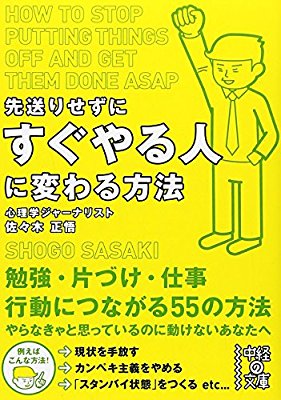 HOW TO STOP
PUTTING THINGS
OFF AND GET
THEM DONE ASAP
先送りせずに
すぐやる人
に変わる方法
心理学ジャーナリスト
佐々木 正悟
SHOGO SASAKI
勉強・片づけ・仕事
行動につながる55の方法
やらなきゃと思っているのに動けないあなたへ
例えば
こんな方法!
→現状を手放す
→カンペキ主義をやめる
→「スタンバイ状態」をつくる etc...
中経の文庫